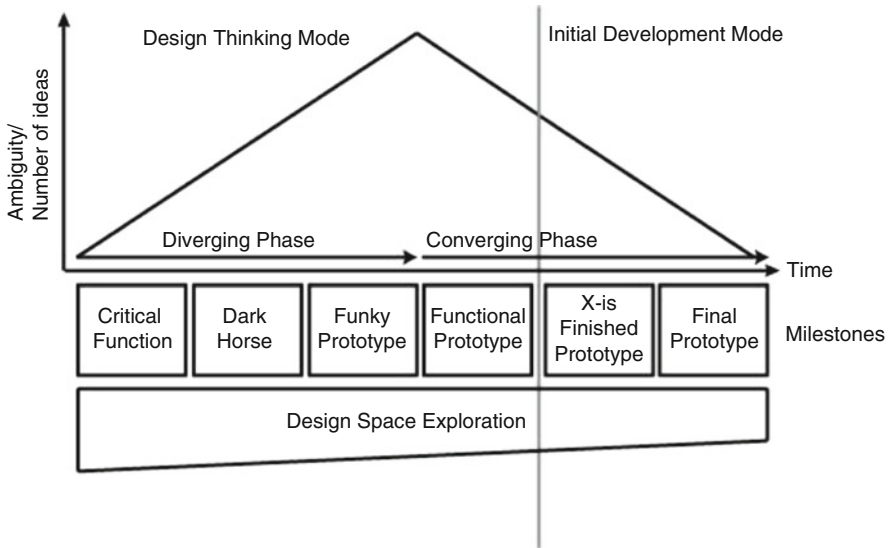 Design Thinking Mode
Initial Development Mode
Ambiguity/
Number of ideas
Diverging Phase
Converging Phase
Time
Critical
Function
Dark
Horse
Funky
Prototype
Functional
Prototype
X-is
Finished
Prototype
Final
Prototype
Milestones
Design Space Exploration